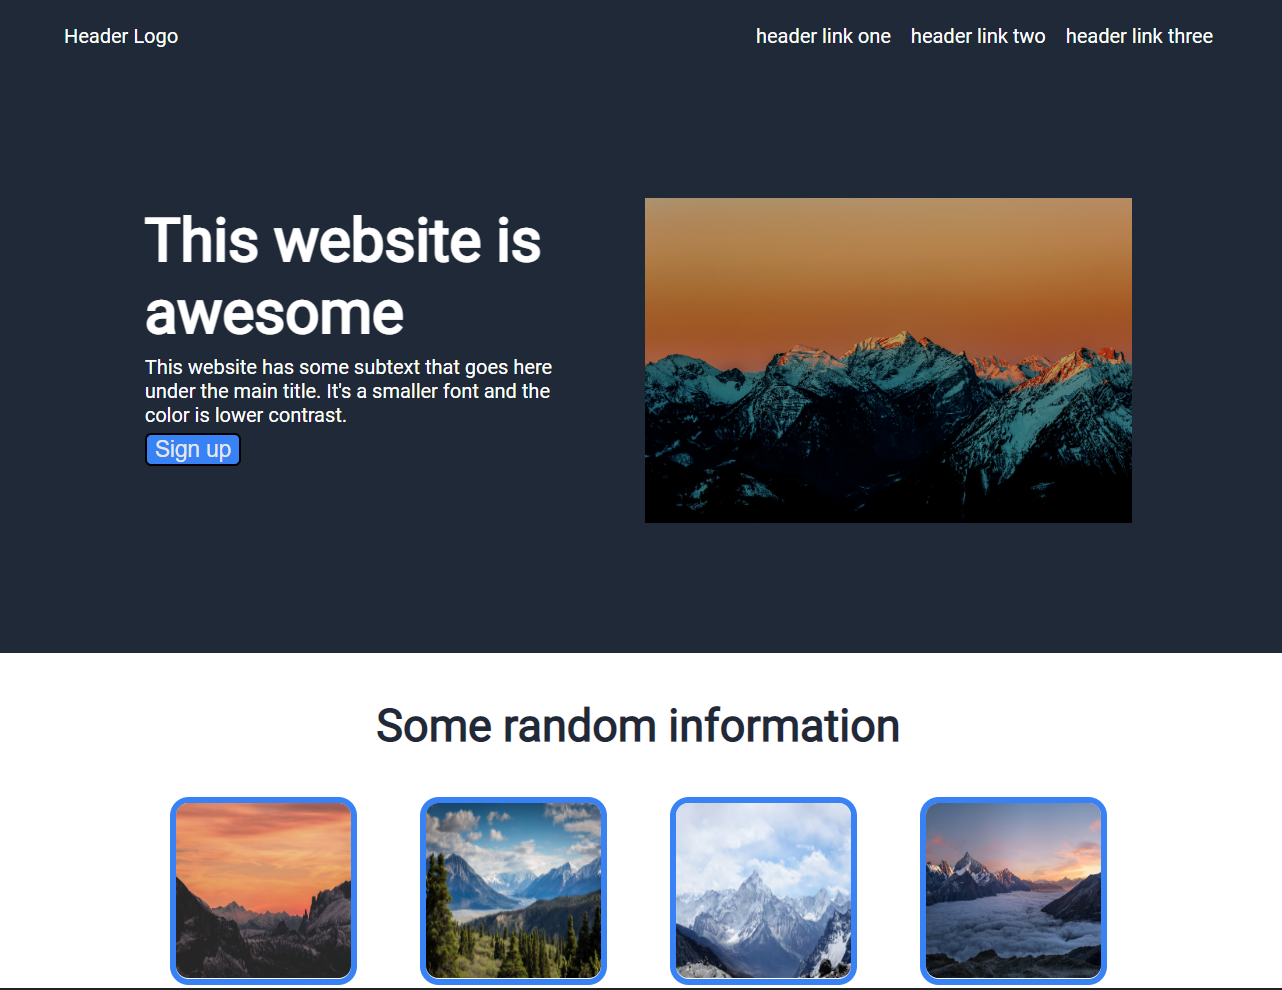 Header Logo
header link one header link two header link three
This website is
awesome
This website has some subtext that goes here
under the main title. It's a smaller font and the
color is lower contrast.
Sign up
Some random information